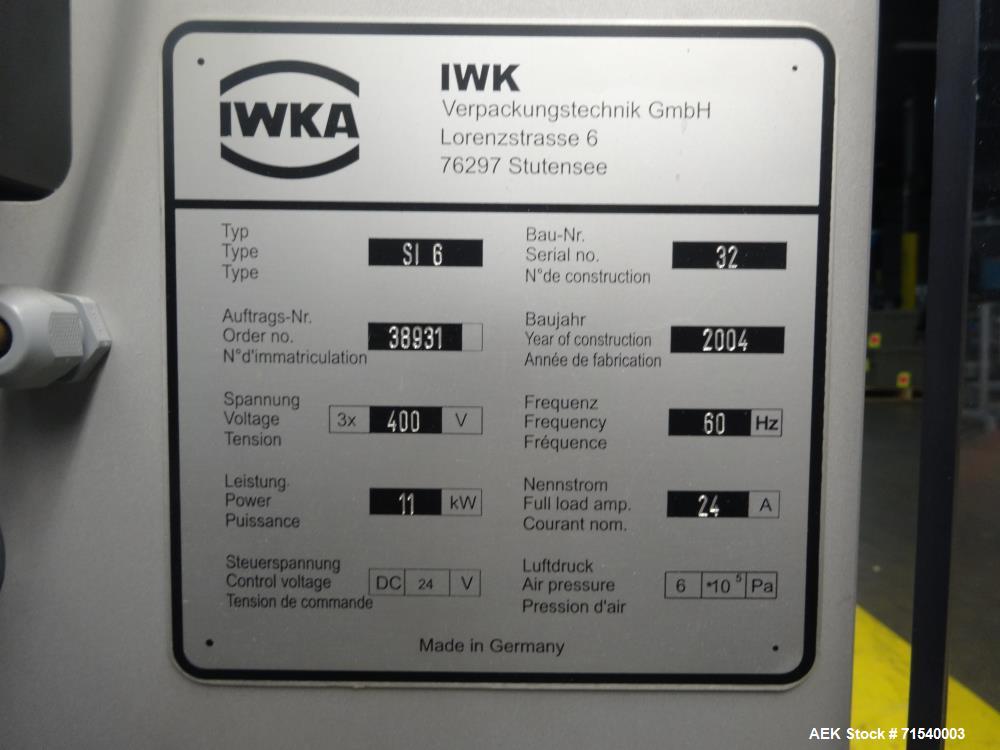 IWKA
IWK
Verpackungstechnik GmbH
Lorenzstrasse 6
76297 Stutensee
Typ
Type
Type
SI 6
Bau-Nr.
Serial no.
N°de construction
32
Auftrags-Nr.
Order no.
N°d'immatriculation
38931
Baujahr
Year of construction
Année de fabrication
2004
Spannung
Voltage
Tension
3x 400 V
Frequenz
Frequency
Fréquence
60 Hz
Leistung
Power
Puissance
11 kW
Nennstrom
Full load amp.
Courant nom.
24 A
Steuerspannung
Control voltage
Tension de commande
DC 24 V
Luftdruck
Air pressure
Pression d'air
6 *10⁵ Pa
Made in Germany
AEK Stock # 71540003